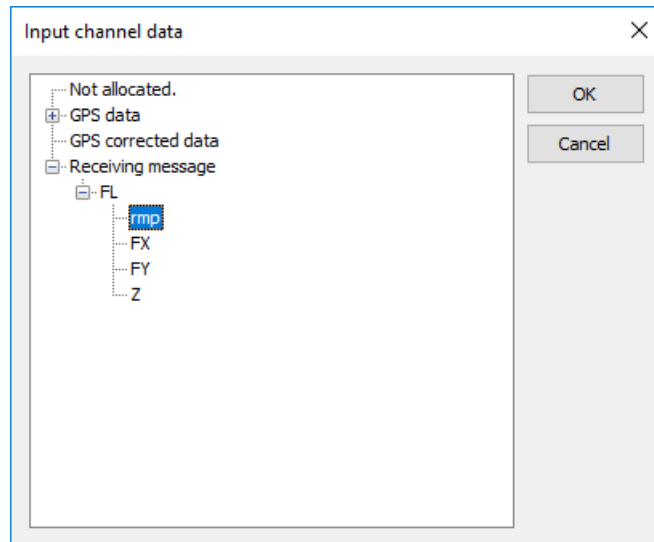 Input channel data
Not allocated.
GPS data
GPS corrected data
Receiving message
FL
rmp
FX
FY
Z
OK
Cancel